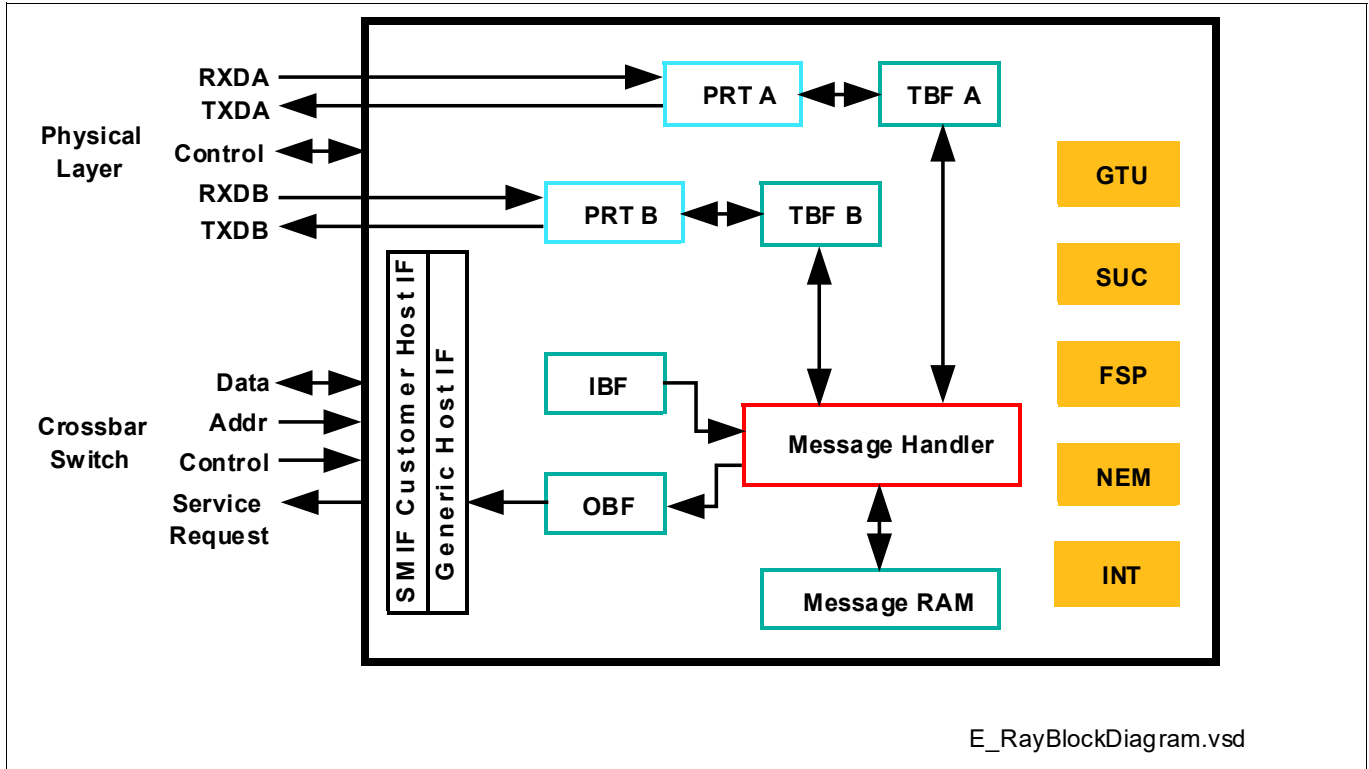 RXDA
TXDA
Physical
Layer
Control
RXDB
TXDB
PRT A
TBF A
PRT B
TBF B
GTU
SUC
FSP
NEM
INT
SMIF Customer Host IF
Generic Host IF
Crossbar
Switch
Data
Addr
Control
Service
Request
IBF
OBF
Message Handler
Message RAM
E_RayBlockDiagram.vsd